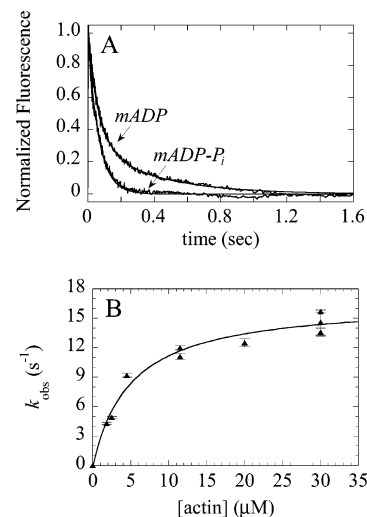 A
Normalized Fluorescence
1.0
0.8
0.6
0.4
0.2
0
mADP
mADP-Pi
0 0.4 0.8 1.2 1.6
time (sec)
B
kobs (s-1)
18
15
12
9
6
3
0
0 5 10 15 20 25 30 35
[actin] (μM)